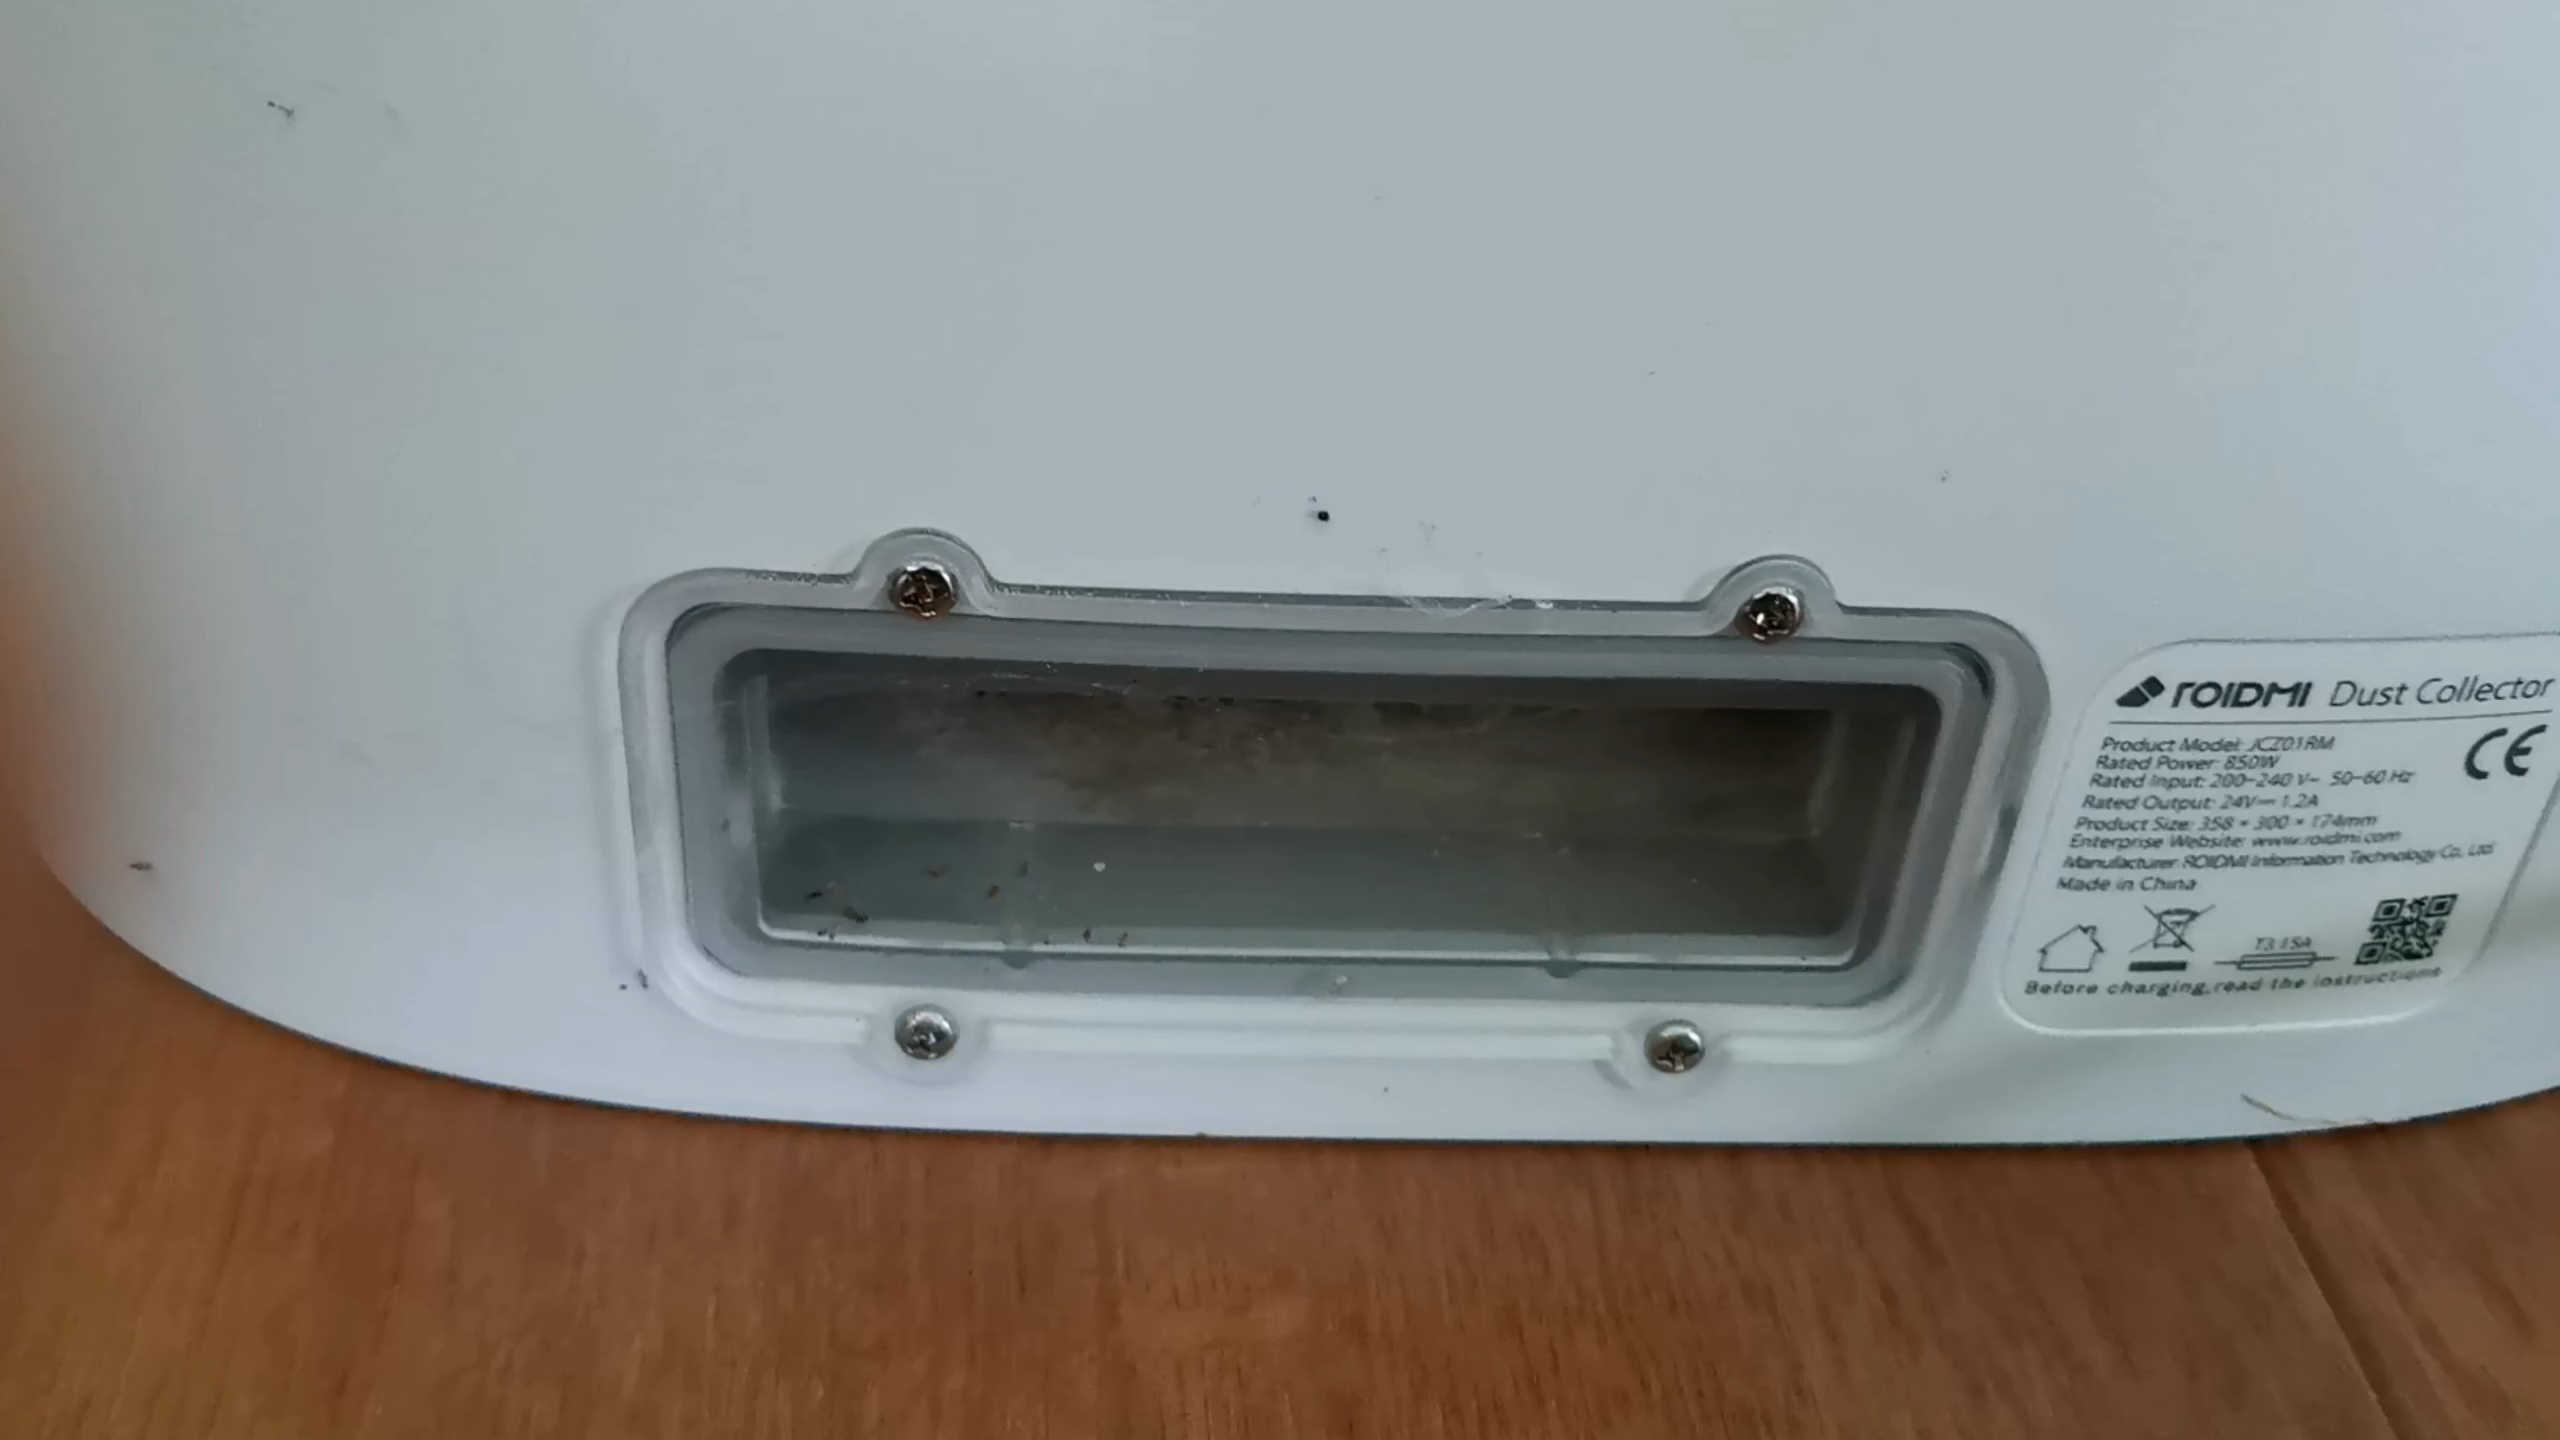 ROIDMI Dust Collector
Product Model: JCZ01RM
Rated Power: 850W
Rated Input: 200-240 V~ 50-60 Hz
Rated Output: 24V⎓ 1.2A
Product Size: 358 × 300 × 174mm
Enterprise Website: www.roidmi.com
Manufacturer: ROIDMI Information Technology Co., Ltd.
Made in China
CE
T3.15A
Before charging, read the instructions